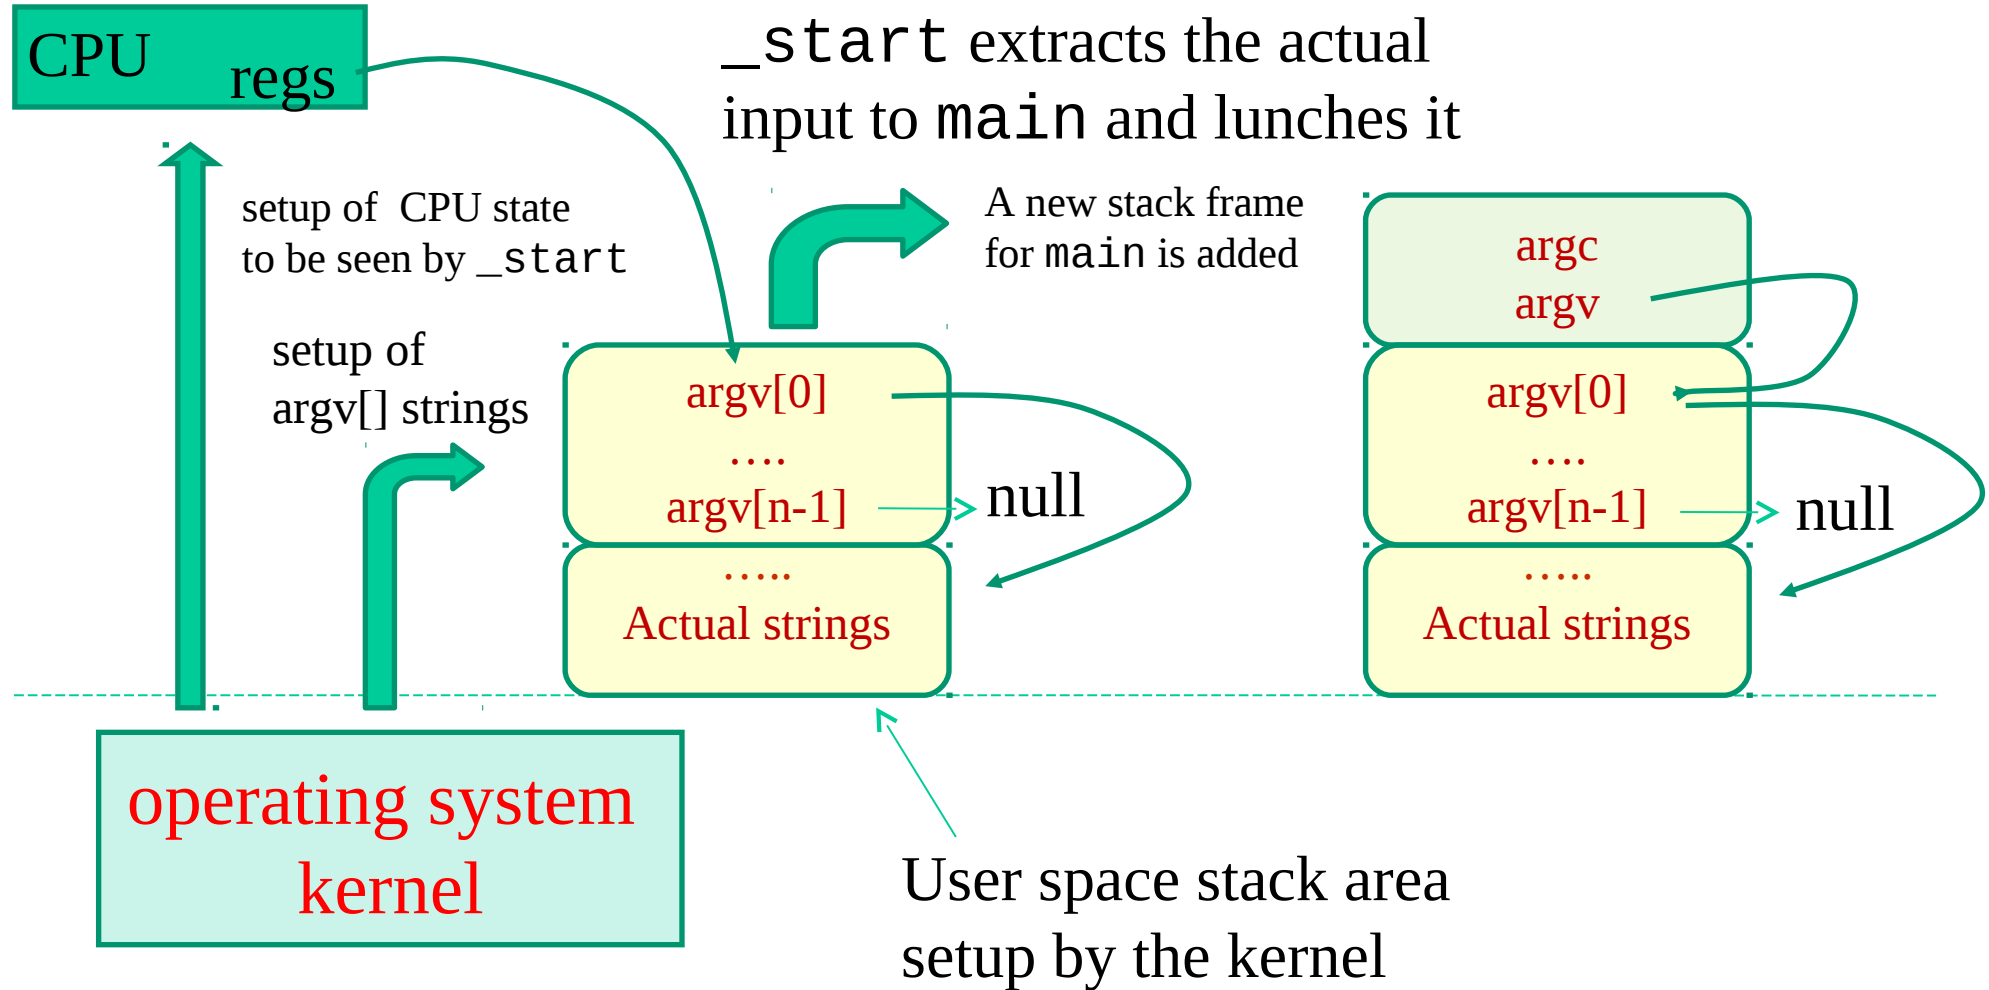 CPU
regs
_start extracts the actual
input to main and lunches it
setup of  CPU state
to be seen by _start
A new stack frame
for main is added
setup of
argv[] strings
argv[0]
….
argv[n-1]
null
…..
Actual strings
argc
argv
argv[0]
….
argv[n-1]
null
…..
Actual strings
operating system
kernel
User space stack area
setup by the kernel